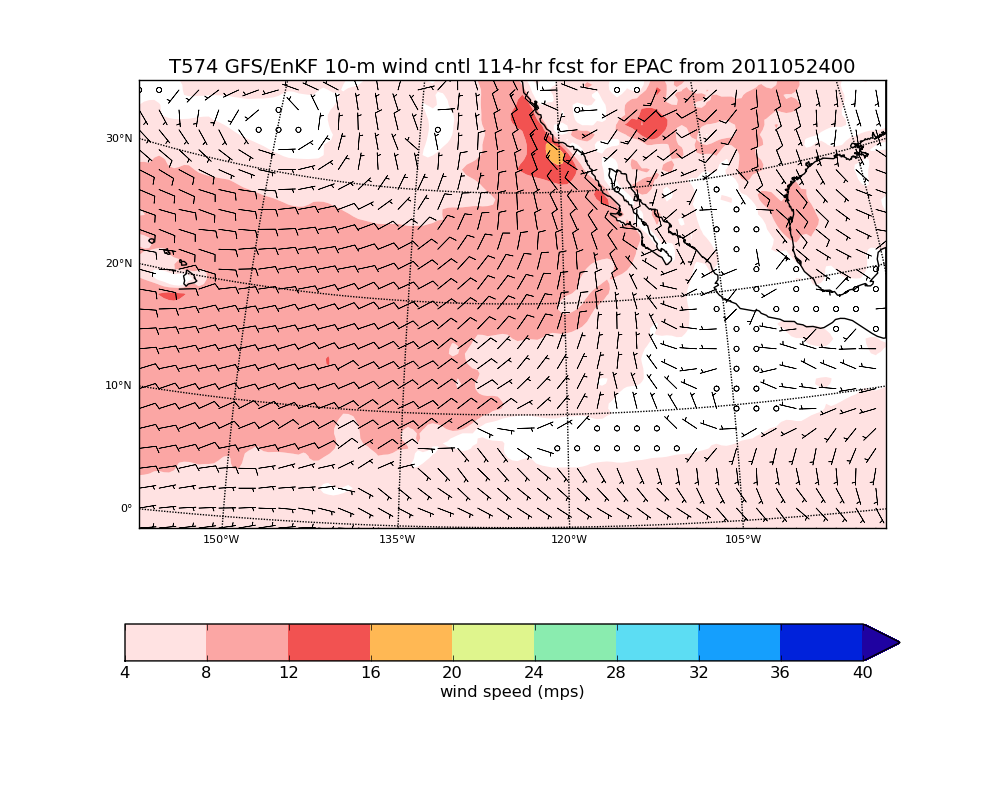 T574 GFS/EnKF 10-m wind cntl 114-hr fcst for EPAC from 2011052400
30°N
20°N
10°N
0°
150°W 135°W 120°W 105°W
4 8 12 16 20 24 28 32 36 40
wind speed (mps)